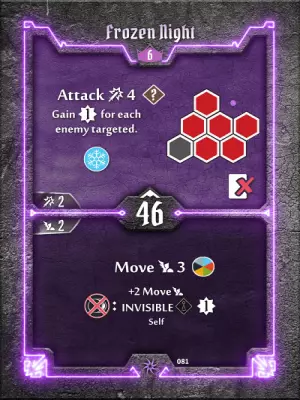 Frozen Night
6
Attack 4 ?
Gain 1 for each
enemy targeted.
2
46
2
Move 3
+2 Move
: INVISIBLE 1
Self
081